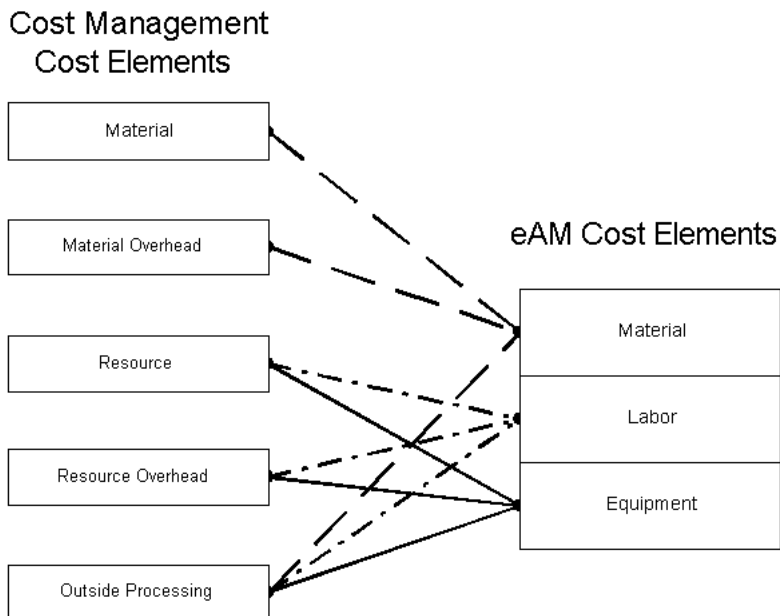 Cost Management
Cost Elements
Material
Material Overhead
Resource
Resource Overhead
Outside Processing
eAM Cost Elements
Material
Labor
Equipment